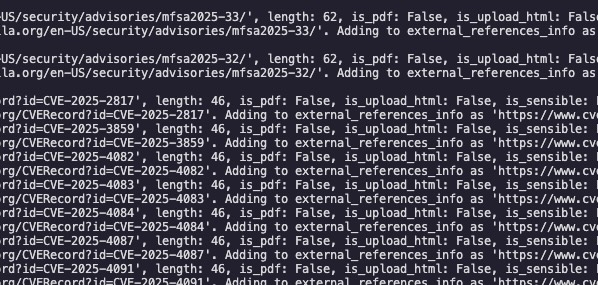 -US/security/advisories/mfsa2025-33/', length: 62, is_pdf: False, is_upload_html: False
la.org/en-US/security/advisories/mfsa2025-33/'. Adding to external_references_info as
-US/security/advisories/mfsa2025-32/', length: 62, is_pdf: False, is_upload_html: False
la.org/en-US/security/advisories/mfsa2025-32/'. Adding to external_references_info as
ord?id=CVE-2025-2817', length: 46, is_pdf: False, is_upload_html: False, is_sensible:
org/CVERecord?id=CVE-2025-2817'. Adding to external_references_info as 'https://www.cv
ord?id=CVE-2025-3859', length: 46, is_pdf: False, is_upload_html: False, is_sensible:
org/CVERecord?id=CVE-2025-3859'. Adding to external_references_info as 'https://www.cv
ord?id=CVE-2025-4082', length: 46, is_pdf: False, is_upload_html: False, is_sensible:
org/CVERecord?id=CVE-2025-4082'. Adding to external_references_info as 'https://www.cv
ord?id=CVE-2025-4083', length: 46, is_pdf: False, is_upload_html: False, is_sensible:
org/CVERecord?id=CVE-2025-4083'. Adding to external_references_info as 'https://www.cv
ord?id=CVE-2025-4084', length: 46, is_pdf: False, is_upload_html: False, is_sensible:
org/CVERecord?id=CVE-2025-4084'. Adding to external_references_info as 'https://www.cv
ord?id=CVE-2025-4087', length: 46, is_pdf: False, is_upload_html: False, is_sensible:
org/CVERecord?id=CVE-2025-4087'. Adding to external_references_info as 'https://www.cv
ord?id=CVE-2025-4091', length: 46, is_pdf: False, is_upload_html: False, is_sensible:
org/CVERecord?id=CVE-2025-4091'. Adding to external_references_info as 'https://www.cv